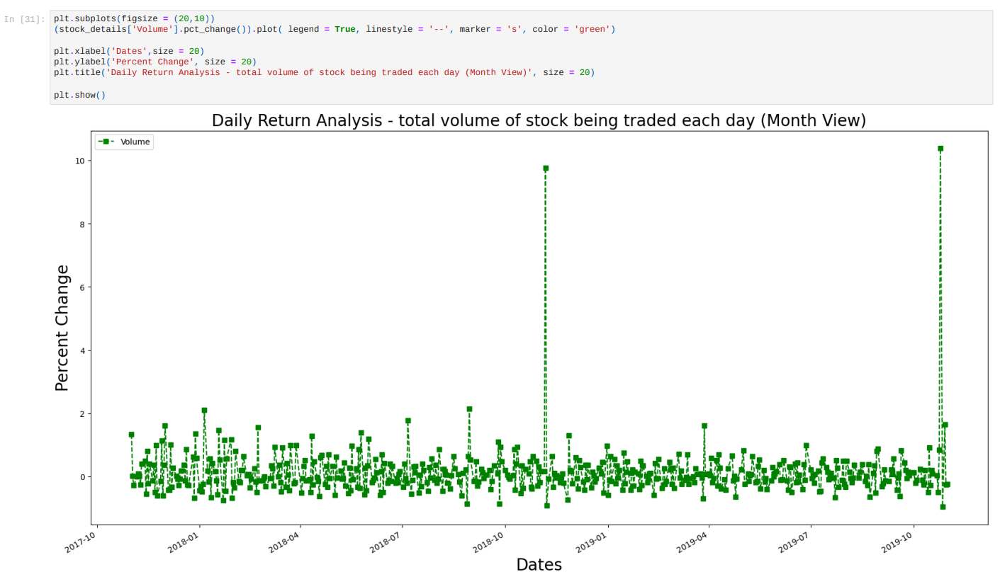 In [31]:
plt.subplots(figsize = (20,10))
(stock_details['Volume'].pct_change()).plot( legend = True, linestyle = '--', marker = 's', color = 'green')
plt.xlabel('Dates',size = 20)
plt.ylabel('Percent Change', size = 20)
plt.title('Daily Return Analysis - total volume of stock being traded each day (Month View)', size = 20)
plt.show()
Daily Return Analysis - total volume of stock being traded each day (Month View)
Volume
10
8
6
4
2
0
Percent Change
2017-10
2018-01
2018-04
2018-07
2018-10
2019-01
2019-04
2019-07
2019-10
Dates